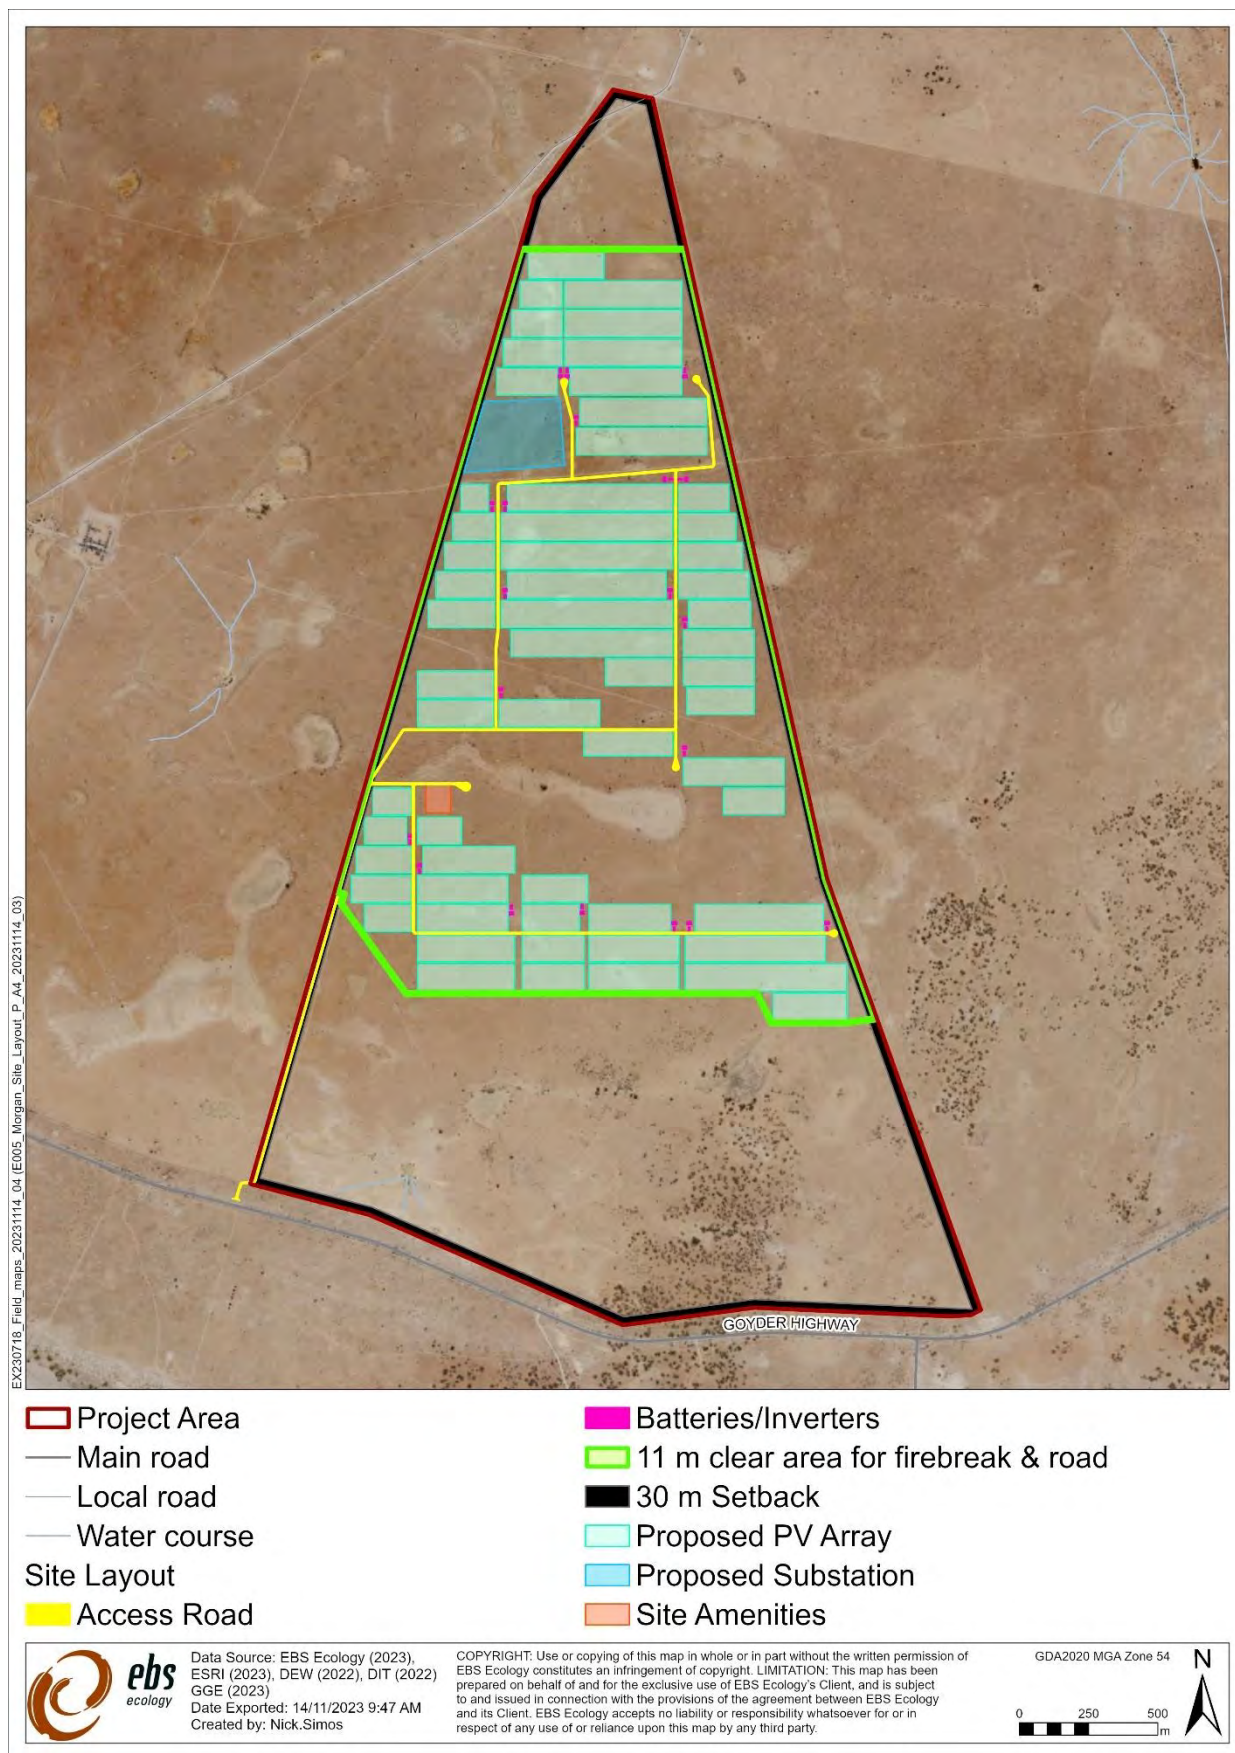 EX230718_Field_maps_20231114_04 (E005_Morgan_Site_Layout_P_A4_20231114_03)
GOYDER HIGHWAY
Project Area
Main road
Local road
Water course
Site Layout
Access Road
Batteries/Inverters
11 m clear area for firebreak & road
30 m Setback
Proposed PV Array
Proposed Substation
Site Amenities
ebs
ecology
Data Source: EBS Ecology (2023),
ESRI (2023), DEW (2022), DIT (2022)
GGE (2023)
Date Exported: 14/11/2023 9:47 AM
Created by: Nick.Simos
COPYRIGHT: Use or copying of this map in whole or in part without the written permission of
EBS Ecology constitutes an infringement of copyright. LIMITATION: This map has been
prepared on behalf of and for the exclusive use of EBS Ecology's Client, and is subject
to and issued in connection with the provisions of the agreement between EBS Ecology
and its Client. EBS Ecology accepts no liability or responsibility whatsoever for or in
respect of any use of or reliance upon this map by any third party.
GDA2020 MGA Zone 54
N
0 250 500
m